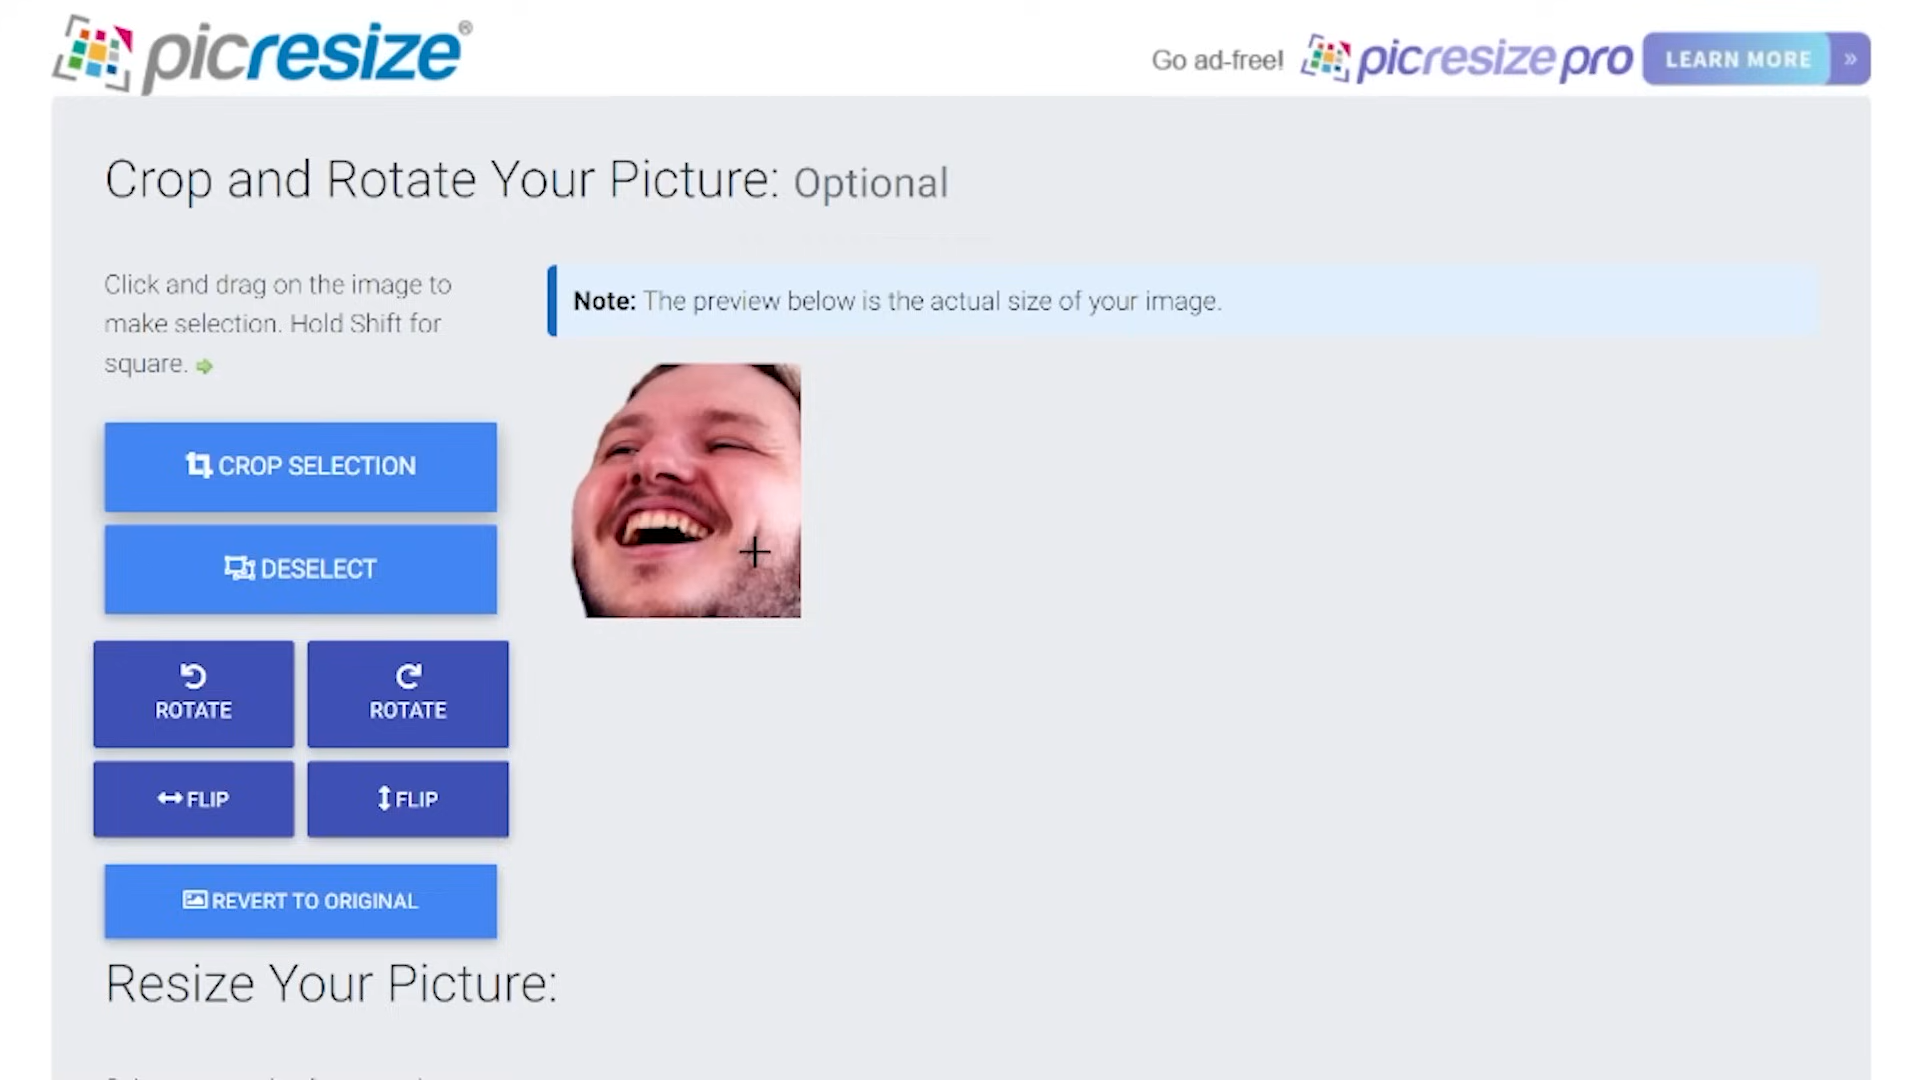 picresize®
Go ad-free! picresize pro LEARN MORE »
Crop and Rotate Your Picture: Optional
Click and drag on the image to
make selection. Hold Shift for
square.
Note: The preview below is the actual size of your image.
CROP SELECTION
DESELECT
ROTATE ROTATE
FLIP FLIP
REVERT TO ORIGINAL
Resize Your Picture: